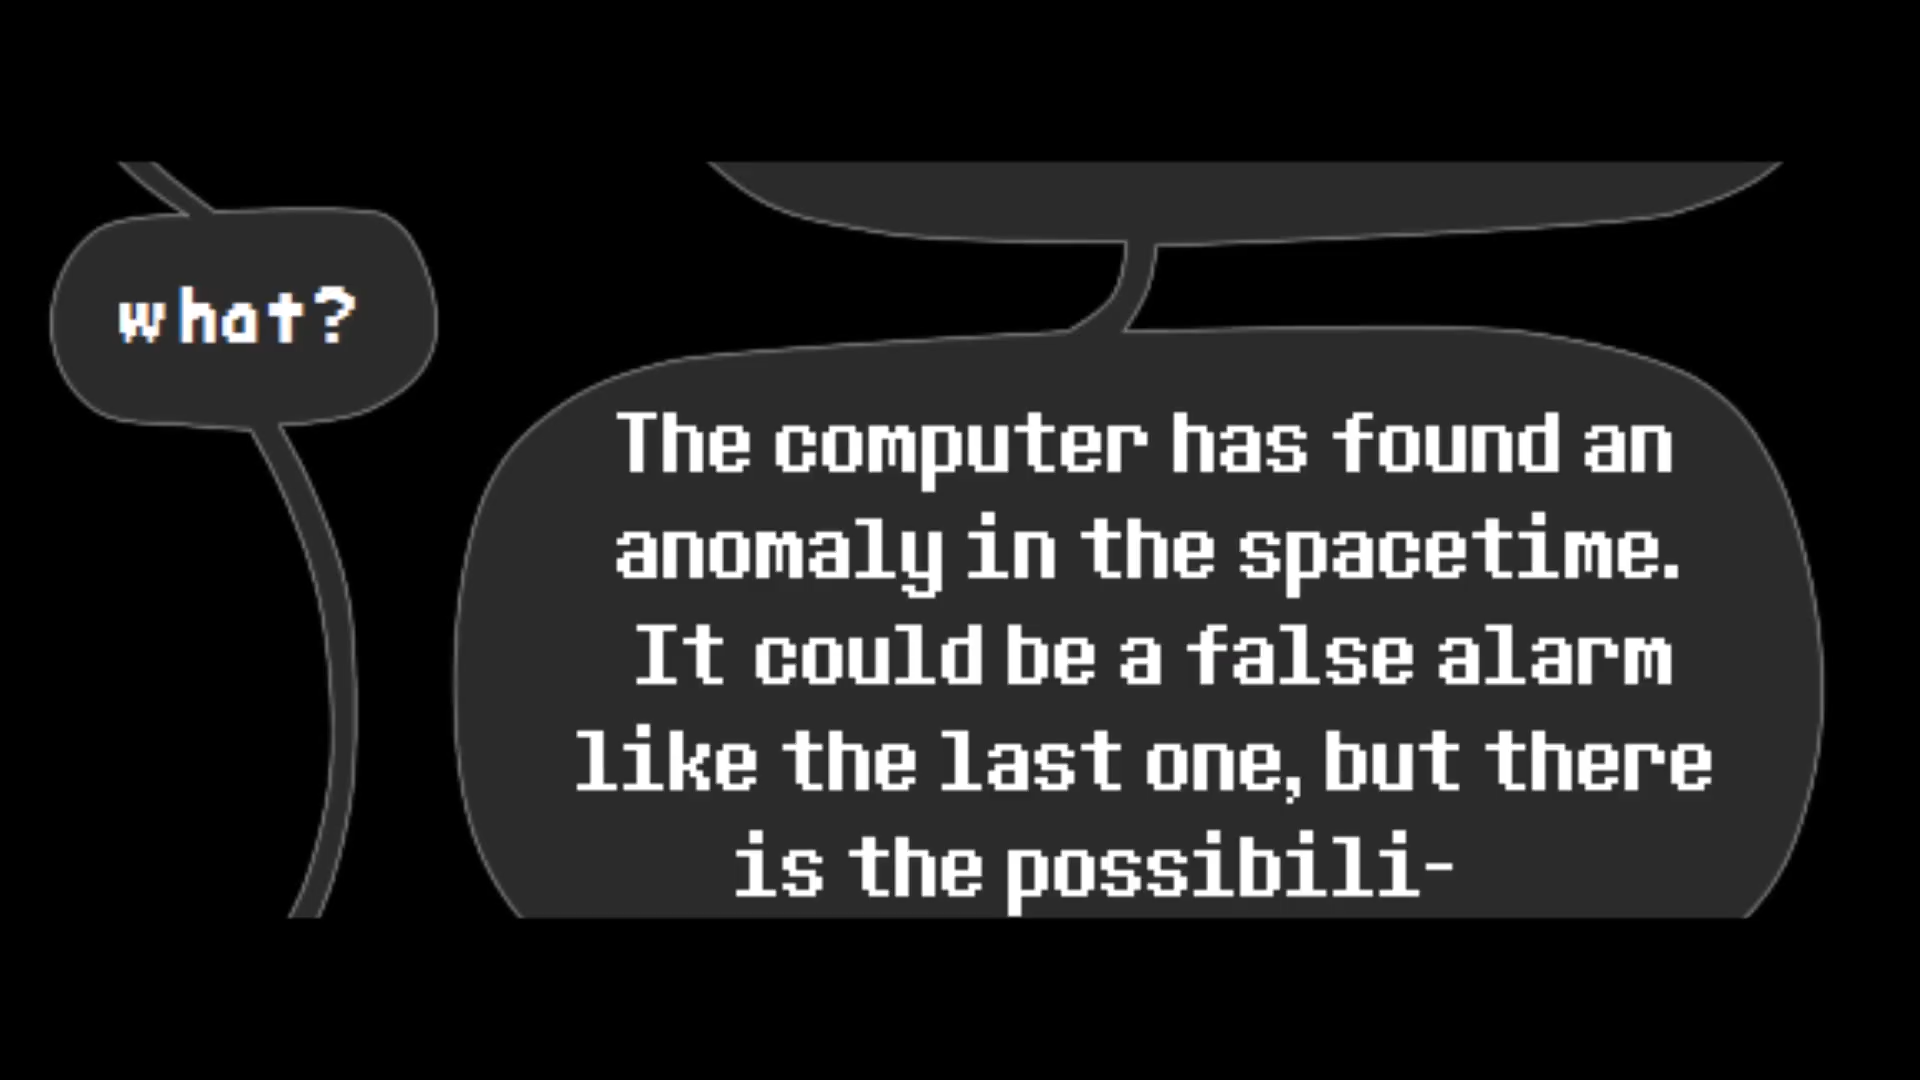 what?
The computer has found an
anomaly in the spacetime.
It could be a false alarm
like the last one, but there
is the possibili-